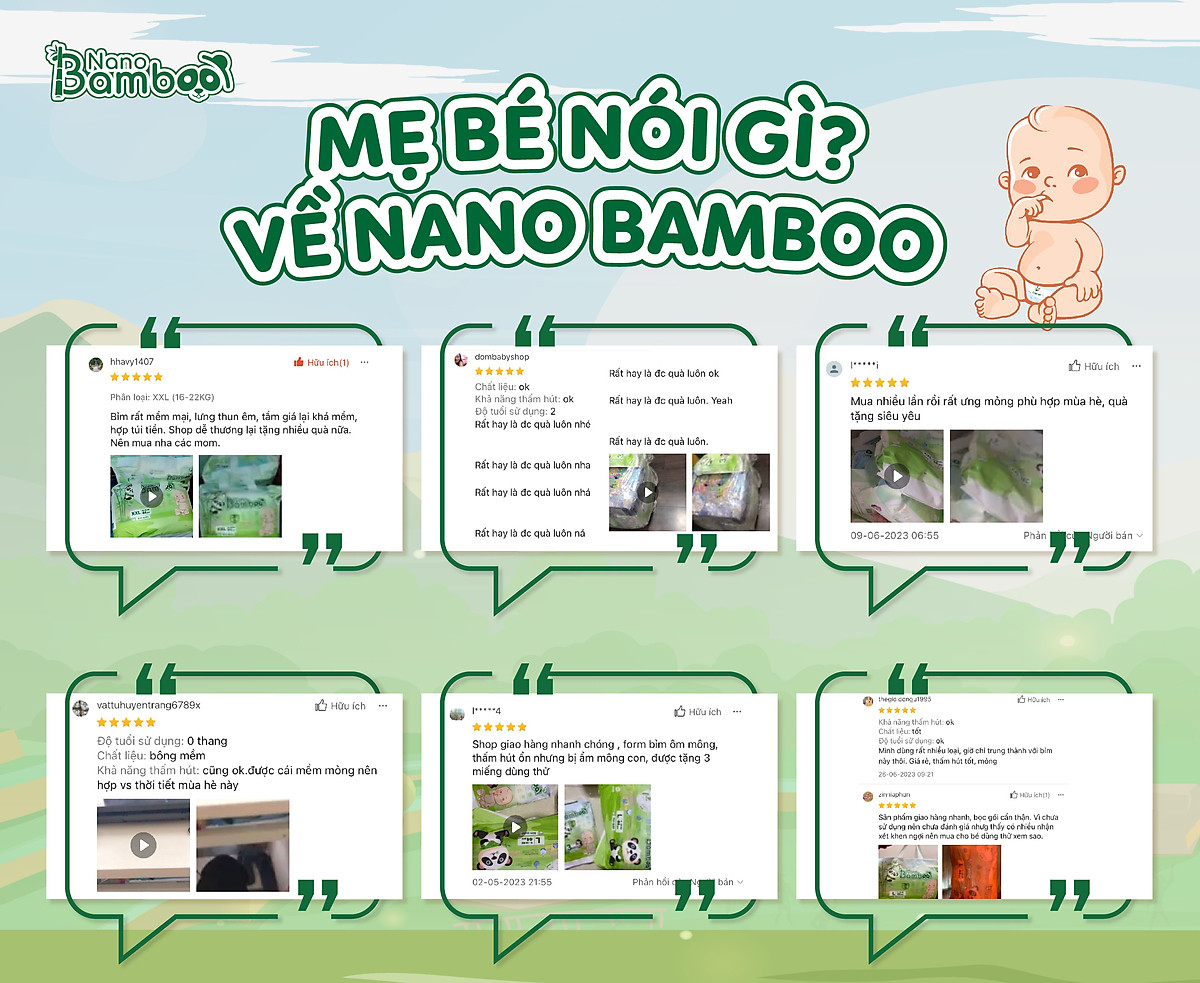 Nano
Bamboo
MẸ BÉ NÓI GÌ?
VỀ NANO BAMBOO
hhavy1407
Hữu ích(1)
Phân loại: XXL (16-22KG)
Bỉm rất mềm mại, lưng thun êm, tầm giá lại khá mềm,
hợp túi tiền. Shop dễ thương lại tặng nhiều quà nữa.
Nên mua nha các mom.
dombabyshop
Chất liệu: ok
Khả năng thấm hút: ok
Độ tuổi sử dụng: 2
Rất hay là đc quà luôn nhé
Rất hay là đc quà luôn nha
Rất hay là đc quà luôn nhá
Rất hay là đc quà luôn ná
Rất hay là đc quà luôn ok
Rất hay là đc quà luôn. Yeah
Rất hay là đc quà luôn.
l*****i
Hữu ích
Mua nhiều lần rồi rất ưng mỏng phù hợp mùa hè, quà
tặng siêu yêu
09-06-2023 06:55
Người bán
vattuhuyentrang6789x
Hữu ích
Độ tuổi sử dụng: 0 thang
Chất liệu: bông mềm
Khả năng thấm hút: cũng ok.được cái mềm mỏng nên
hợp vs thời tiết mùa hè này
l*****4
Hữu ích
Shop giao hàng nhanh chóng , form bỉm ôm mông,
thấm hút ổn nhưng bị ẩm mông con, được tặng 3
miếng dùng thử
02-05-2023 21:55
Phản hồi của Người bán
Hữu ích
Khả năng thấm hút: ok
Chất liệu: tốt
Độ tuổi sử dụng: ok
Mình dùng rất nhiều loại, giờ chỉ trung thành với bỉm
này thôi. Giá rẻ, thấm hút tốt, mỏng
26-06-2023 09:21
Hữu ích(1)
Sản phẩm giao hàng nhanh, bọc gói cẩn thận. Vì chưa
sử dụng nên chưa đánh giá nhưg thấy có nhiều nhận
xét khen ngợi nên mua cho bé dùng thử xem sao.